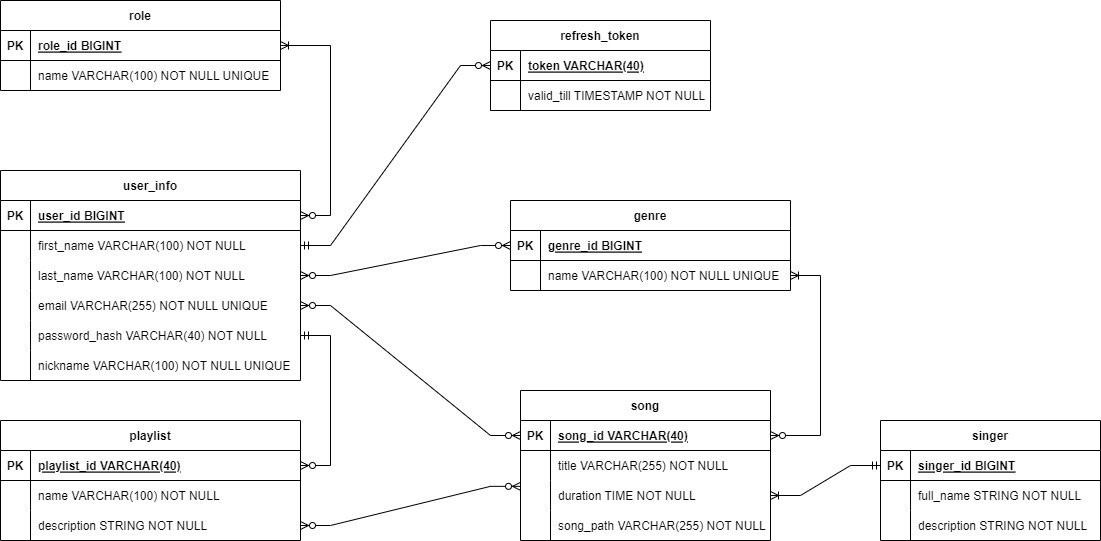 role
PK role_id BIGINT
name VARCHAR(100) NOT NULL UNIQUE
refresh_token
PK token VARCHAR(40)
valid_till TIMESTAMP NOT NULL
user_info
PK user_id BIGINT
first_name VARCHAR(100) NOT NULL
last_name VARCHAR(100) NOT NULL
email VARCHAR(255) NOT NULL UNIQUE
password_hash VARCHAR(40) NOT NULL
nickname VARCHAR(100) NOT NULL UNIQUE
genre
PK genre_id BIGINT
name VARCHAR(100) NOT NULL UNIQUE
playlist
PK playlist_id VARCHAR(40)
name VARCHAR(100) NOT NULL
description STRING NOT NULL
song
PK song_id VARCHAR(40)
title VARCHAR(255) NOT NULL
duration TIME NOT NULL
song_path VARCHAR(255) NOT NULL
singer
PK singer_id BIGINT
full_name STRING NOT NULL
description STRING NOT NULL